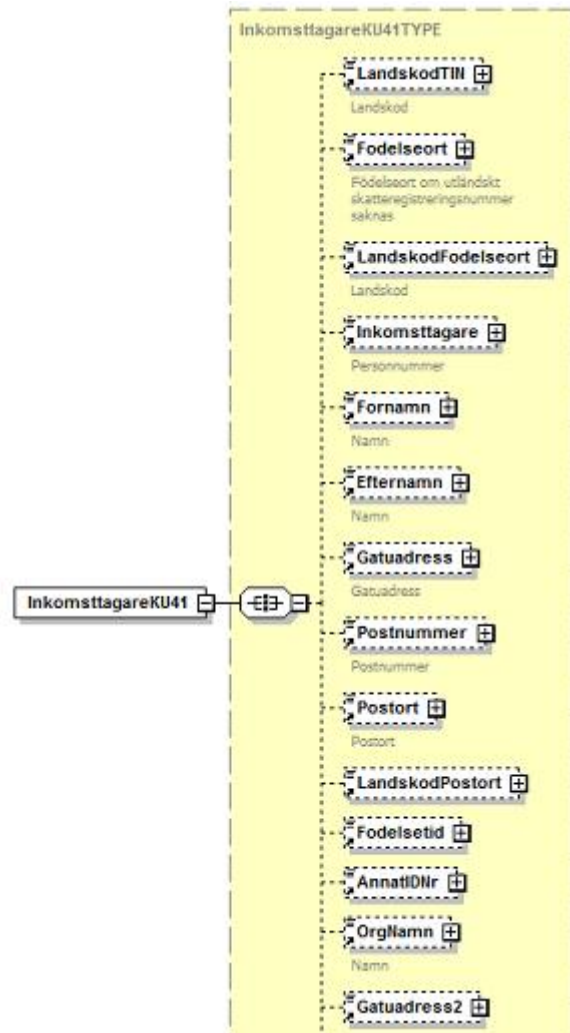 InkomsttagareKU41TYPE
LandskodTIN
Landskod
Fodelseort
Födelseort om utländskt
skatteregistreringsnummer
saknas
LandskodFodelseort
Landskod
Inkomsttagare
Personnummer
Fornamn
Namn
Efternamn
Namn
Gatuadress
Gatuadress
InkomsttagareKU41
Postnummer
Postnummer
Postort
Postort
LandskodPostort
Fodelsetid
AnnatIDNr
OrgNamn
Namn
Gatuadress2